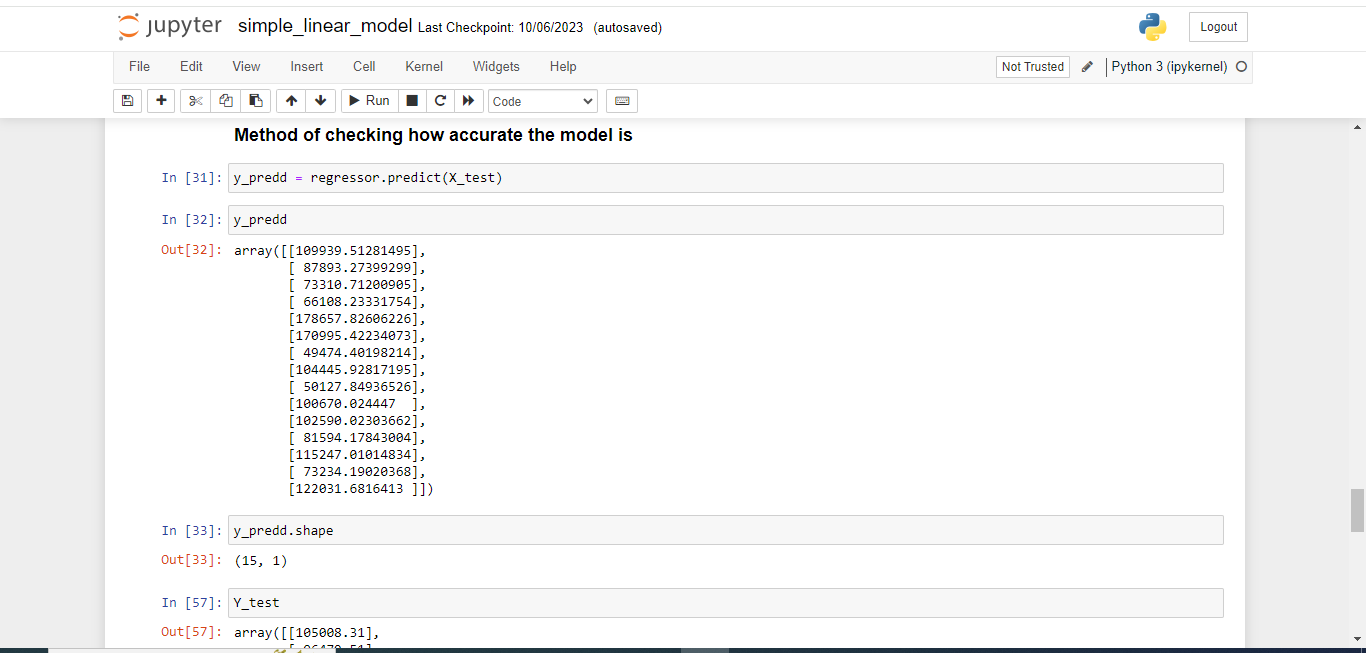 jupyter simple_linear_model Last Checkpoint: 10/06/2023 (autosaved) Logout
File Edit View Insert Cell Kernel Widgets Help Not Trusted Python 3 (ipykernel)
Run Code
Method of checking how accurate the model is
In [31]: y_predd = regressor.predict(X_test)
In [32]: y_predd
Out[32]: array([[109939.51281495],
[ 87893.27399299],
[ 73310.71200905],
[ 66108.23331754],
[178657.82606226],
[170995.42234073],
[ 49474.40198214],
[104445.92817195],
[ 50127.84936526],
[100670.024447 ],
[102590.02303662],
[ 81594.17843004],
[115247.01014834],
[ 73234.19020368],
[122031.6816413 ]])
In [33]: y_predd.shape
Out[33]: (15, 1)
In [57]: Y_test
Out[57]: array([[105008.31],